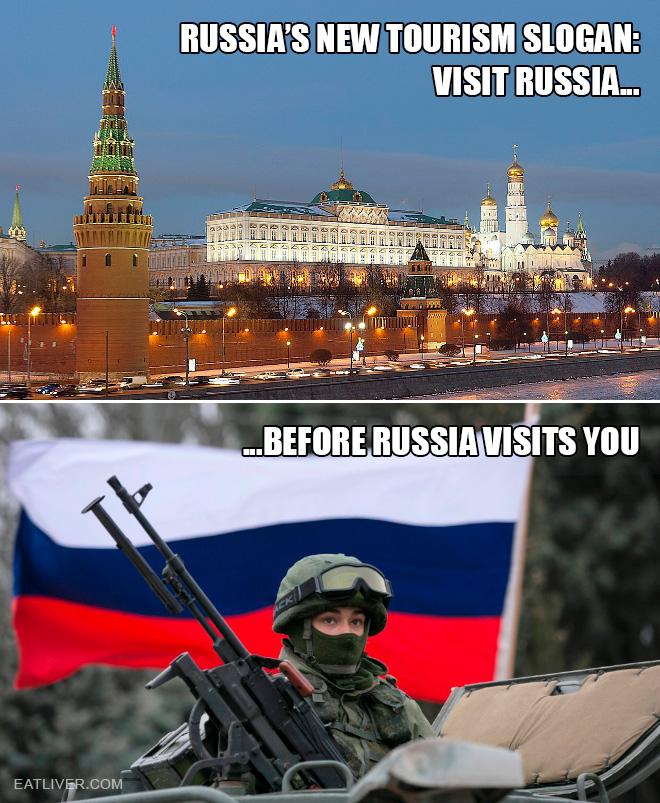 RUSSIA'S NEW TOURISM SLOGAN:
VISIT RUSSIA...
...BEFORE RUSSIA VISITS YOU
EATLIVER.COM